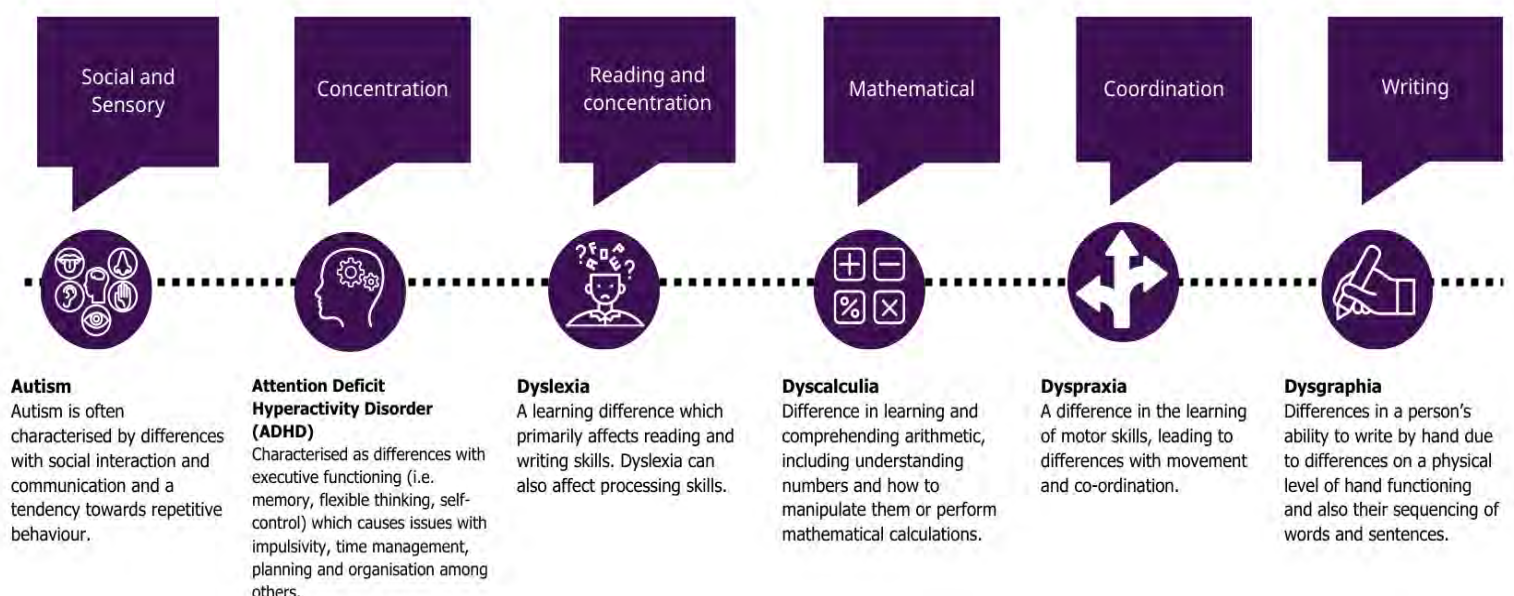 Social and
Sensory
Concentration
Reading and
concentration
Mathematical
Coordination
Writing
Autism
Autism is often
characterised by differences
with social interaction and
communication and a
tendency towards repetitive
behaviour.
Attention Deficit
Hyperactivity Disorder
(ADHD)
Characterised as differences with
executive functioning (i.e.
memory, flexible thinking, self-
control) which causes issues with
impulsivity, time management,
planning and organisation among
others.
Dyslexia
A learning difference which
primarily affects reading and
writing skills. Dyslexia can
also affect processing skills.
Dyscalculia
Difference in learning and
comprehending arithmetic,
including understanding
numbers and how to
manipulate them or perform
mathematical calculations.
Dyspraxia
A difference in the learning
of motor skills, leading to
differences with movement
and co-ordination.
Dysgraphia
Differences in a person's
ability to write by hand due
to differences on a physical
level of hand functioning
and also their sequencing of
words and sentences.